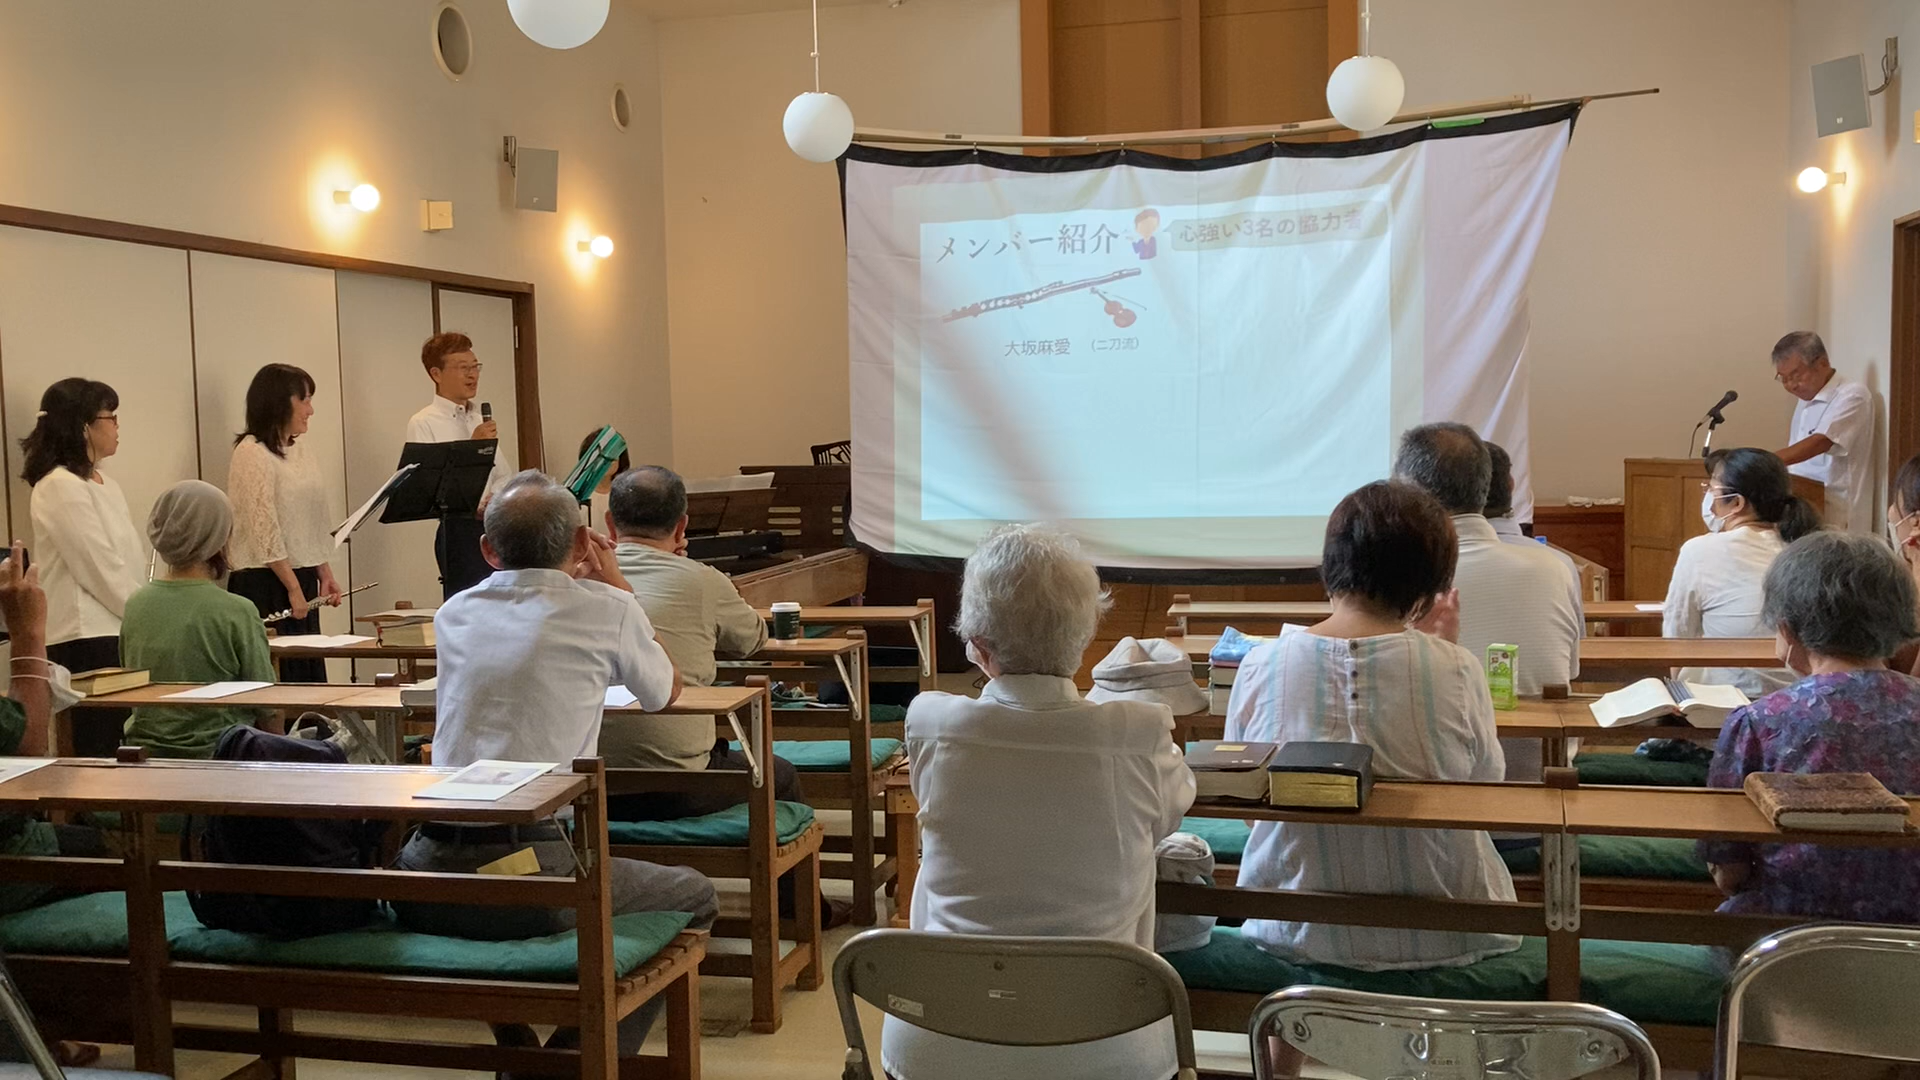 メンバー紹介
心強い3名の協力者
大坂麻愛 （二刀流）